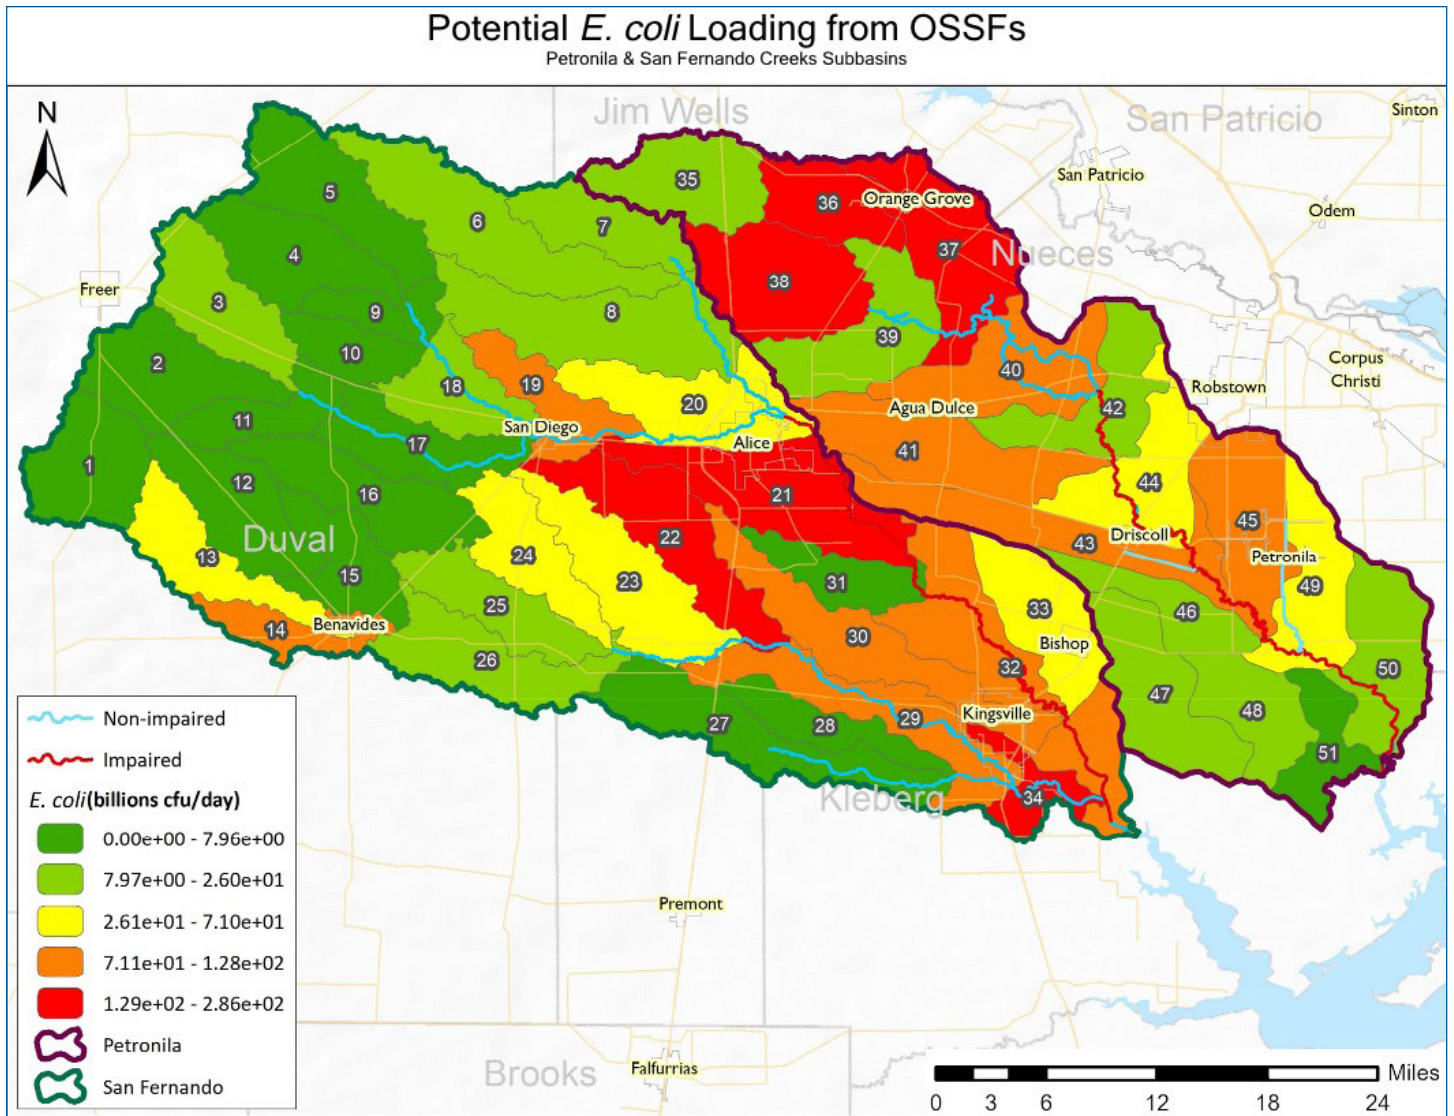 Potential E. coli Loading from OSSFs
Petronila & San Fernando Creeks Subbasins
N
Jim Wells
San Patricio
Sinton
San Patricio
Odem
Orange Grove
Nueces
Freer
Corpus
Christi
Robstown
Agua Dulce
San Diego
Alice
Duval
Driscoll
Petronila
Benavides
Bishop
Kingsville
Kleberg
Premont
Brooks
Falfurrias
1
2
3
4
5
6
7
8
9
10
11
12
13
14
15
16
17
18
19
20
21
22
23
24
25
26
27
28
29
30
31
32
33
34
35
36
37
38
39
40
41
42
43
44
45
46
47
48
49
50
51
Non-impaired
Impaired
E. coli(billions cfu/day)
0.00e+00 - 7.96e+00
7.97e+00 - 2.60e+01
2.61e+01 - 7.10e+01
7.11e+01 - 1.28e+02
1.29e+02 - 2.86e+02
Petronila
San Fernando
Miles
0 3 6 12 18 24